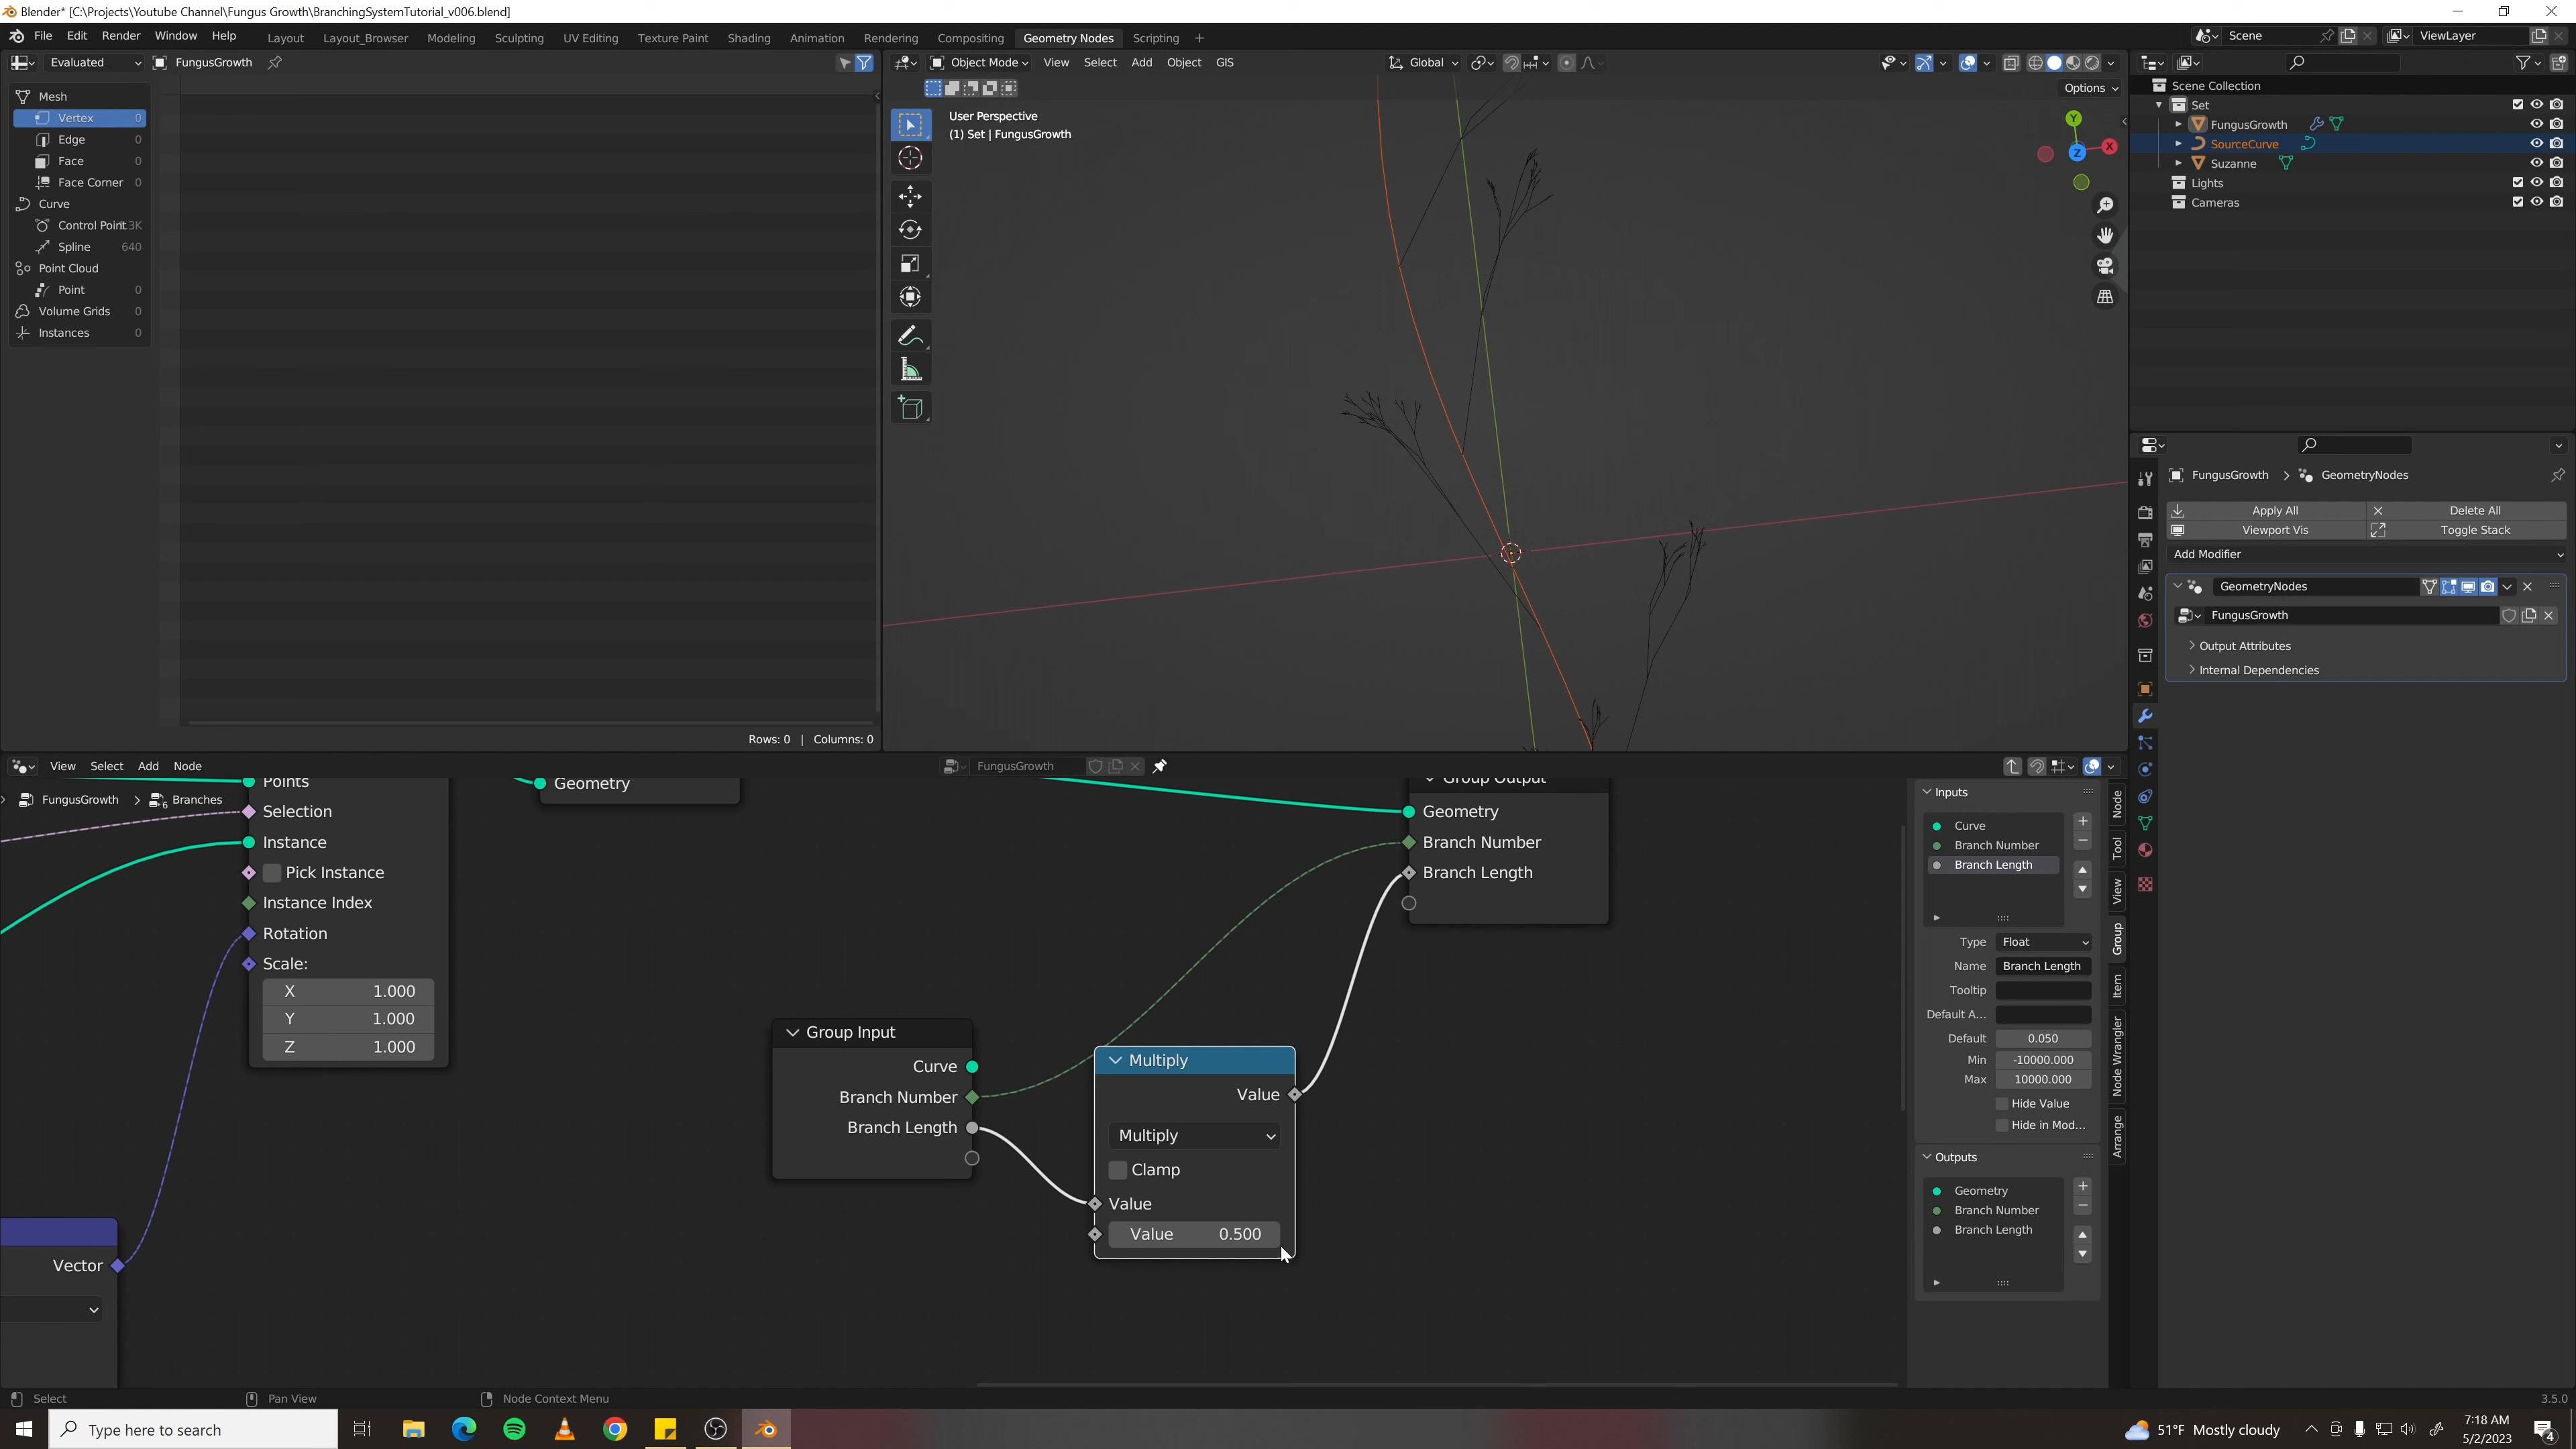 Blender* [C:\Projects\Youtube Channel\Fungus Growth\BranchingSystemTutorial_v006.blend]
File Edit Render Window Help Layout Layout_Browser Modeling Sculpting UV Editing Texture Paint Shading Animation Rendering Compositing Geometry Nodes Scripting + Scene ViewLayer
Evaluated FungusGrowth
Mesh
Vertex 0
Edge 0
Face 0
Face Corner 0
Curve
Control Point 3K
Spline 640
Point Cloud
Point 0
Volume Grids 0
Instances 0
Rows: 0 | Columns: 0
Object Mode View Select Add Object GIS Global
Options
User Perspective
(1) Set | FungusGrowth
Y
X
Z
Scene Collection
Set
FungusGrowth
SourceCurve
Suzanne
Lights
Cameras
FungusGrowth > GeometryNodes
Apply All Delete All
Viewport Vis Toggle Stack
Add Modifier
GeometryNodes
FungusGrowth
Output Attributes
Internal Dependencies
View Select Add Node FungusGrowth
FungusGrowth > Branches
6
Points
Selection
Instance
Pick Instance
Instance Index
Rotation
Scale:
X 1.000
Y 1.000
Z 1.000
Vector
Geometry
Group Input
Curve
Branch Number
Branch Length
Multiply
Value
Multiply
Clamp
Value
Value 0.500
Group Output
Geometry
Branch Number
Branch Length
Inputs
Curve
Branch Number
Branch Length
Type Float
Name Branch Length
Tooltip
Default A...
Default 0.050
Min -10000.000
Max 10000.000
Hide Value
Hide in Mod...
Outputs
Geometry
Branch Number
Branch Length
Node
Tool
View
Group
Item
Node Wrangler
Arrange
Select Pan View Node Context Menu 3.5.0
Type here to search
51°F Mostly cloudy
7:18 AM
5/2/2023
4